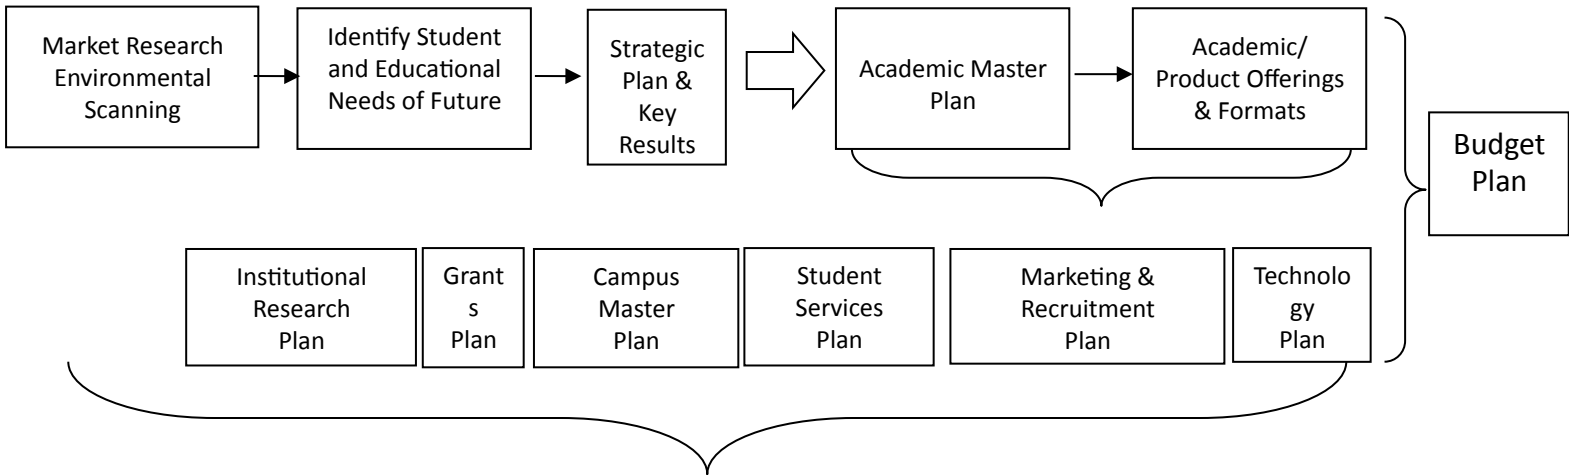 Market Research
Environmental
Scanning
Identify Student
and Educational
Needs of Future
Strategic
Plan &
Key
Results
Academic Master
Plan
Academic/
Product Offerings
& Formats
Budget
Plan
Institutional
Research
Plan
Grant
s
Plan
Campus
Master
Plan
Student
Services
Plan
Marketing &
Recruitment
Plan
Technolo
gy
Plan